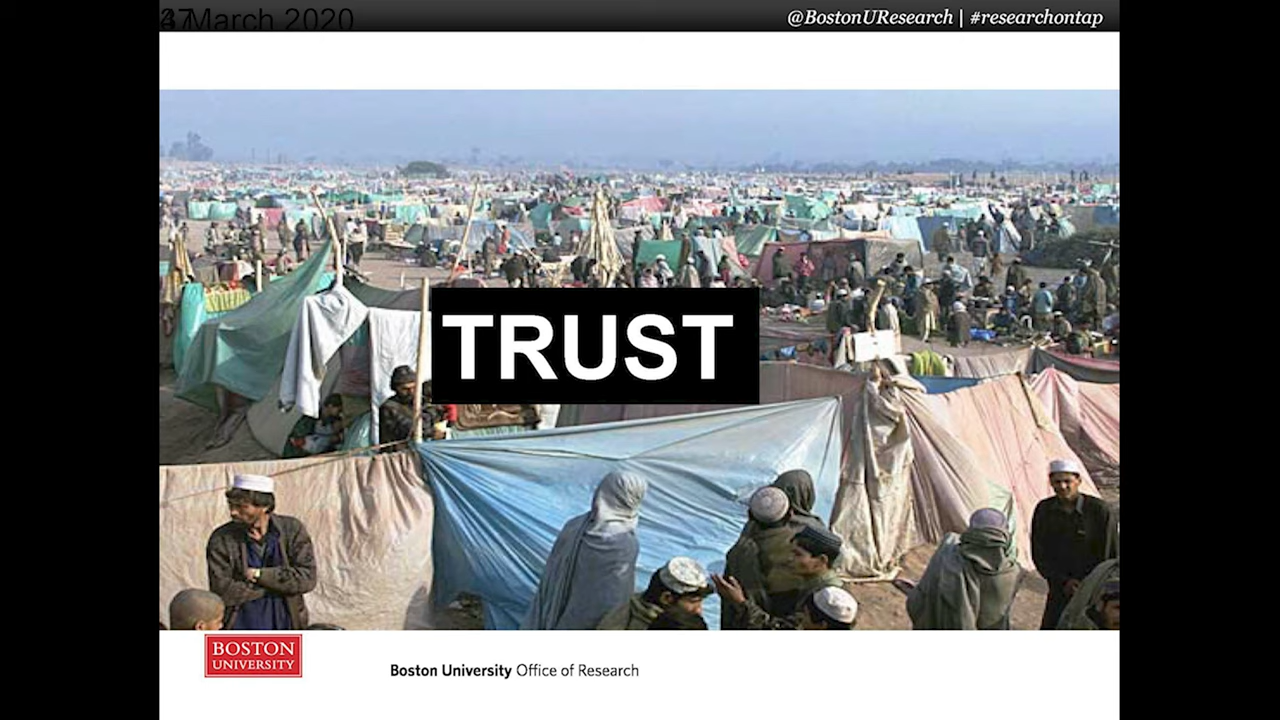 March 2020
@BostonUResearch | #researchontap
TRUST
BOSTON
UNIVERSITY
Boston University Office of Research